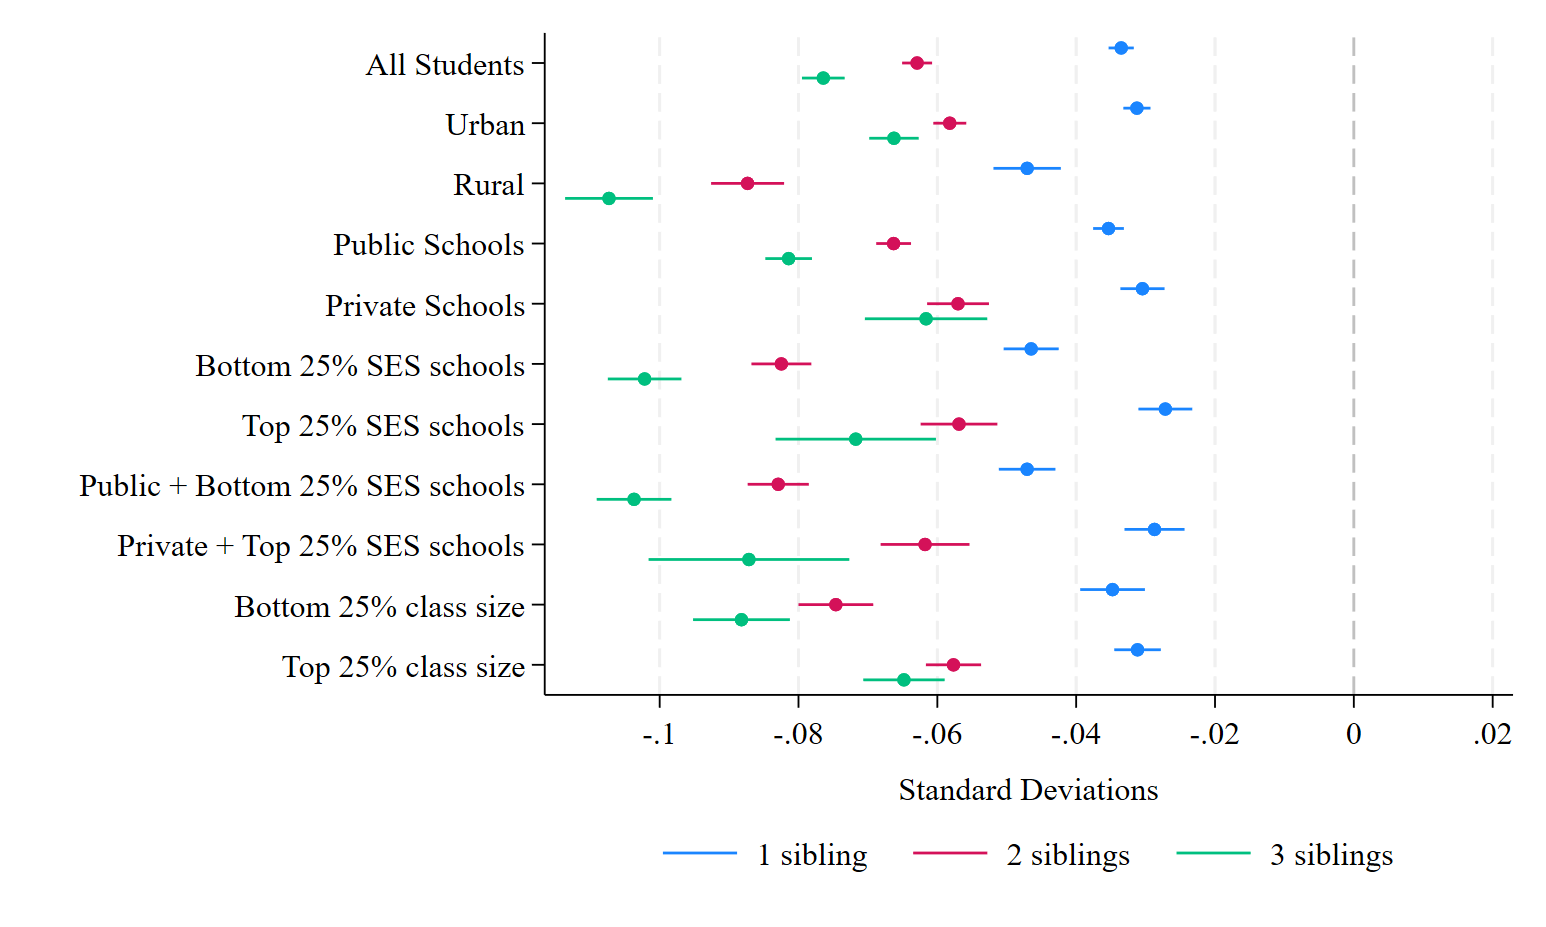 All Students
Urban
Rural
Public Schools
Private Schools
Bottom 25% SES schools
Top 25% SES schools
Public + Bottom 25% SES schools
Private + Top 25% SES schools
Bottom 25% class size
Top 25% class size
-.1 -.08 -.06 -.04 -.02 0 .02
Standard Deviations
1 sibling 2 siblings 3 siblings